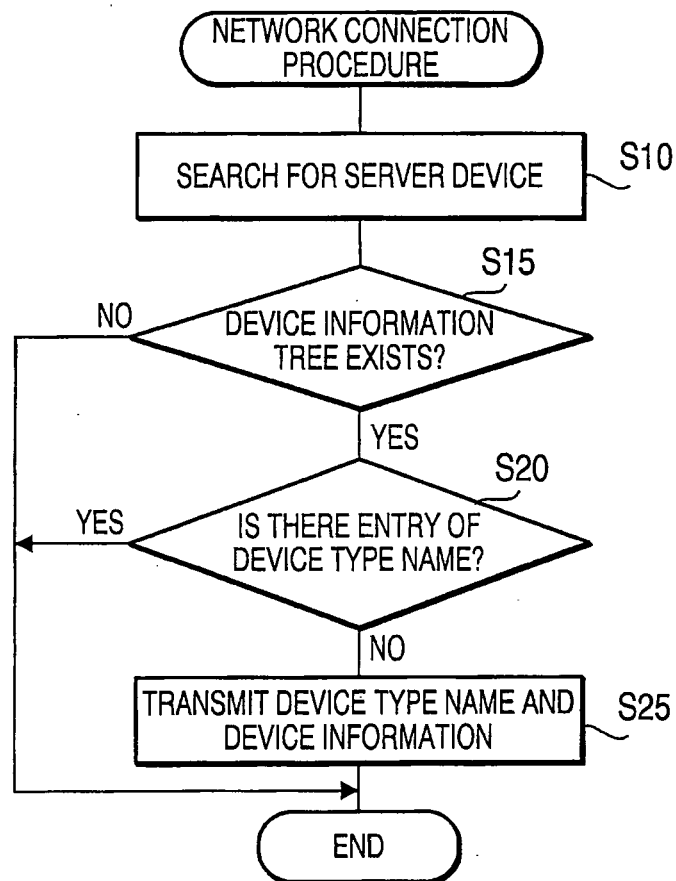 NETWORK CONNECTION
PROCEDURE
SEARCH FOR SERVER DEVICE
S10
S15
NO
DEVICE INFORMATION
TREE EXISTS?
YES
S20
YES
IS THERE ENTRY OF
DEVICE TYPE NAME?
NO
TRANSMIT DEVICE TYPE NAME AND
DEVICE INFORMATION
S25
END